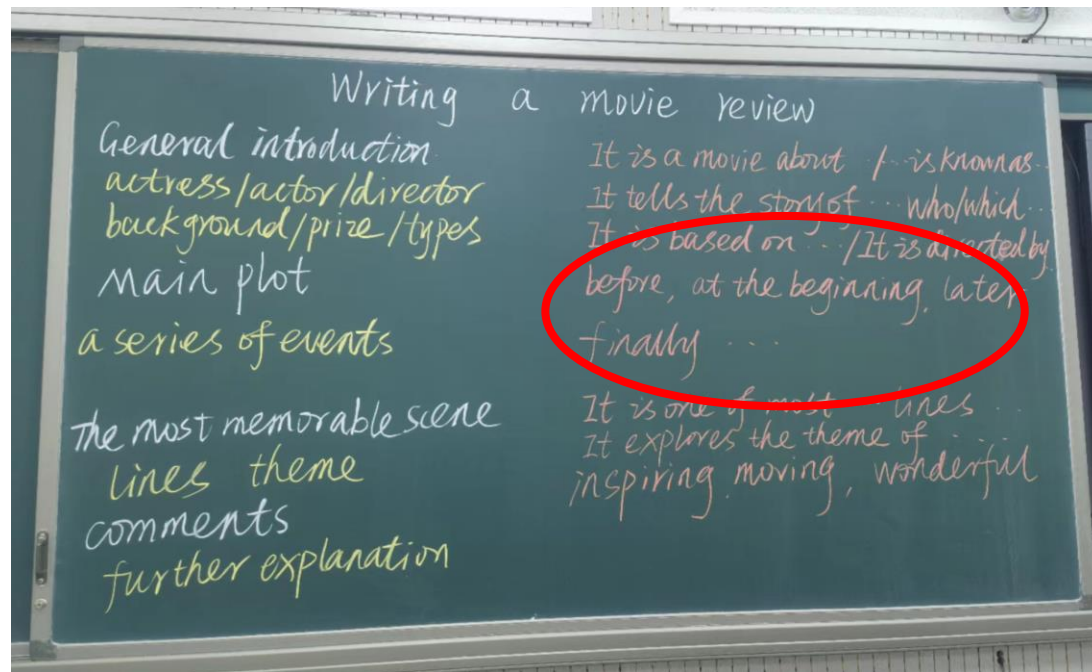 Writing a movie review
General introduction
actress/actor/director
background/prize/types
Main plot
a series of events
the most memorable scene
lines theme
comments
further explanation
It is a movie about ··· / ··· is known as ···
It tells the story of ··· who/which ···
It is based on ··· / It is directed by
before, at the beginning, later
finally ····
It is one of most ··· lines ···
It explores the theme of
inspiring, moving, wonderful